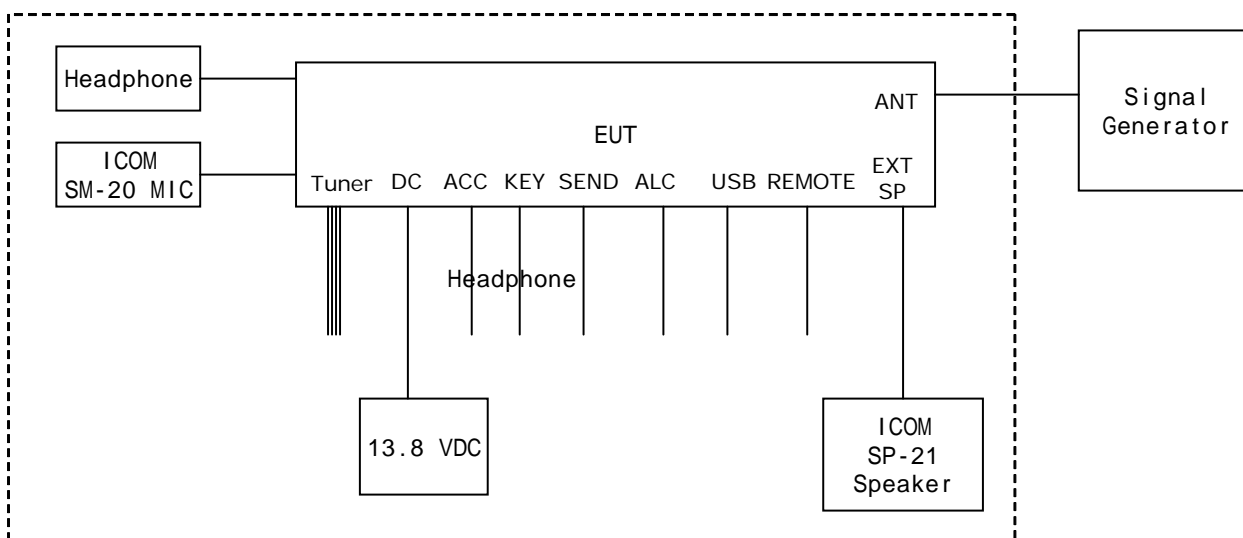 Headphone
ICOM
SM-20 MIC
EUT
ANT
Tuner DC ACC KEY SEND ALC USB REMOTE
EXT
SP
Signal
Generator
Headphone
13.8 VDC
ICOM
SP-21
Speaker